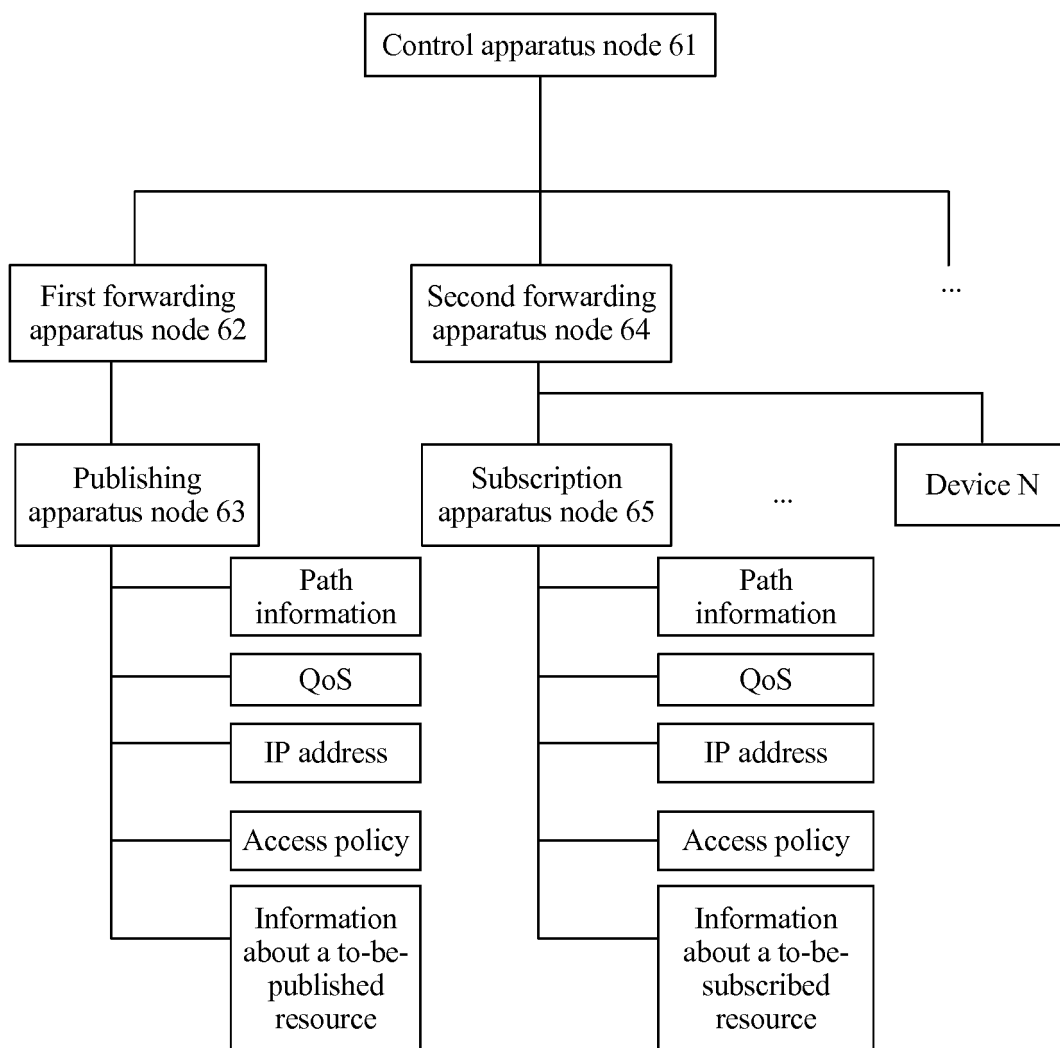 Control apparatus node 61
First forwarding
apparatus node 62
Second forwarding
apparatus node 64
...
Publishing
apparatus node 63
Subscription
apparatus node 65
...
Device N
Path
information
QoS
IP address
Access policy
Information
about a to-be-
published
resource
Path
information
QoS
IP address
Access policy
Information
about a to-be-
subscribed
resource